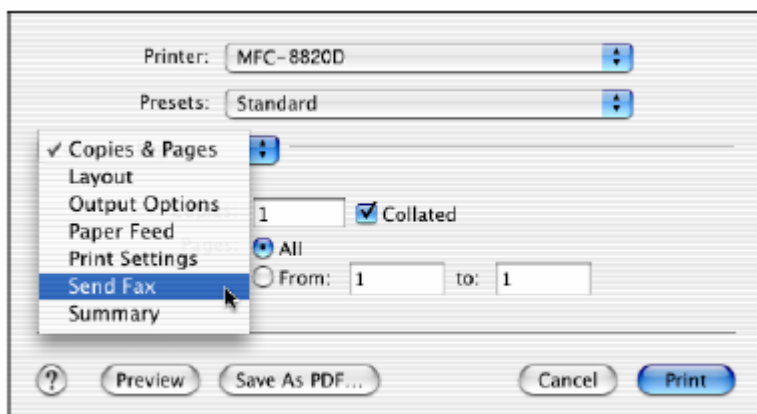 Printer: MFC-8820D
Presets: Standard
✓ Copies & Pages
Layout
Output Options
1 Collated
Paper Feed
Pages: All
Print Settings
From: 1 to: 1
Send Fax
Summary
? Preview Save As PDF... Cancel Print